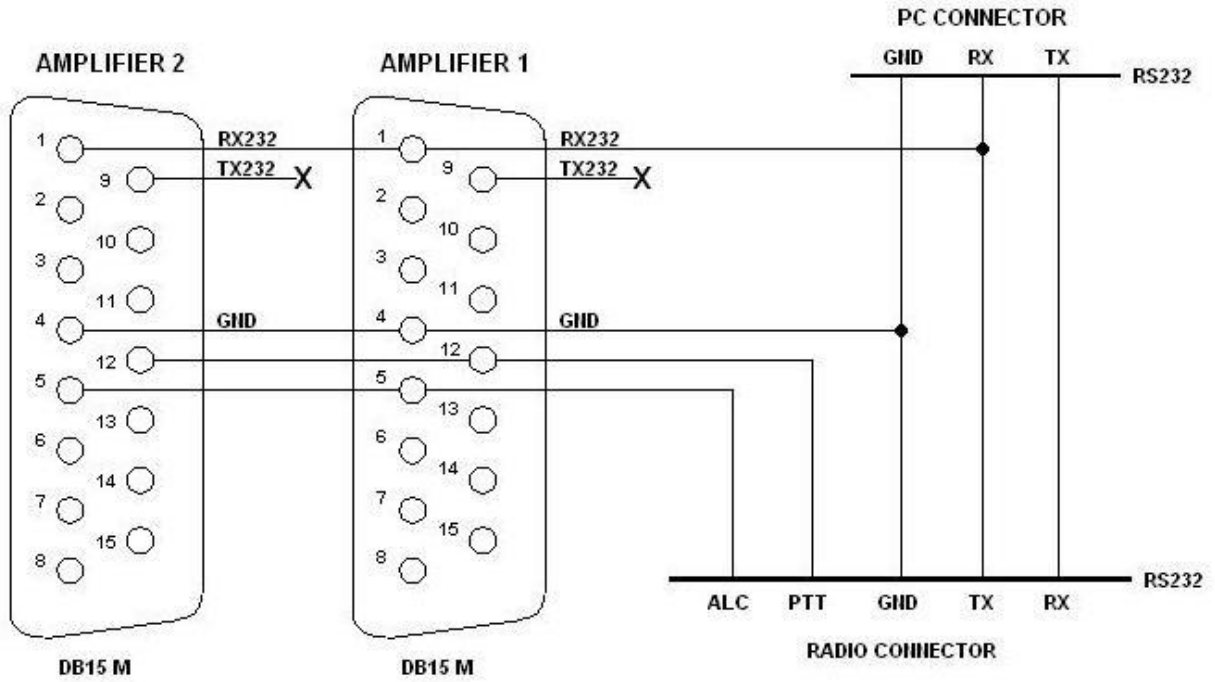 PC CONNECTOR
GND RX TX
RS232
AMPLIFIER 2
AMPLIFIER 1
1 RX232 1 RX232
9 TX232 X 9 TX232 X
2 2
10 10
3 3
11 11
4 GND 4 GND
12 12
5 5
13 13
6 6
14 14
7 7
15 15
8 8
RS232
ALC PTT GND TX RX
RADIO CONNECTOR
DB15 M DB15 M